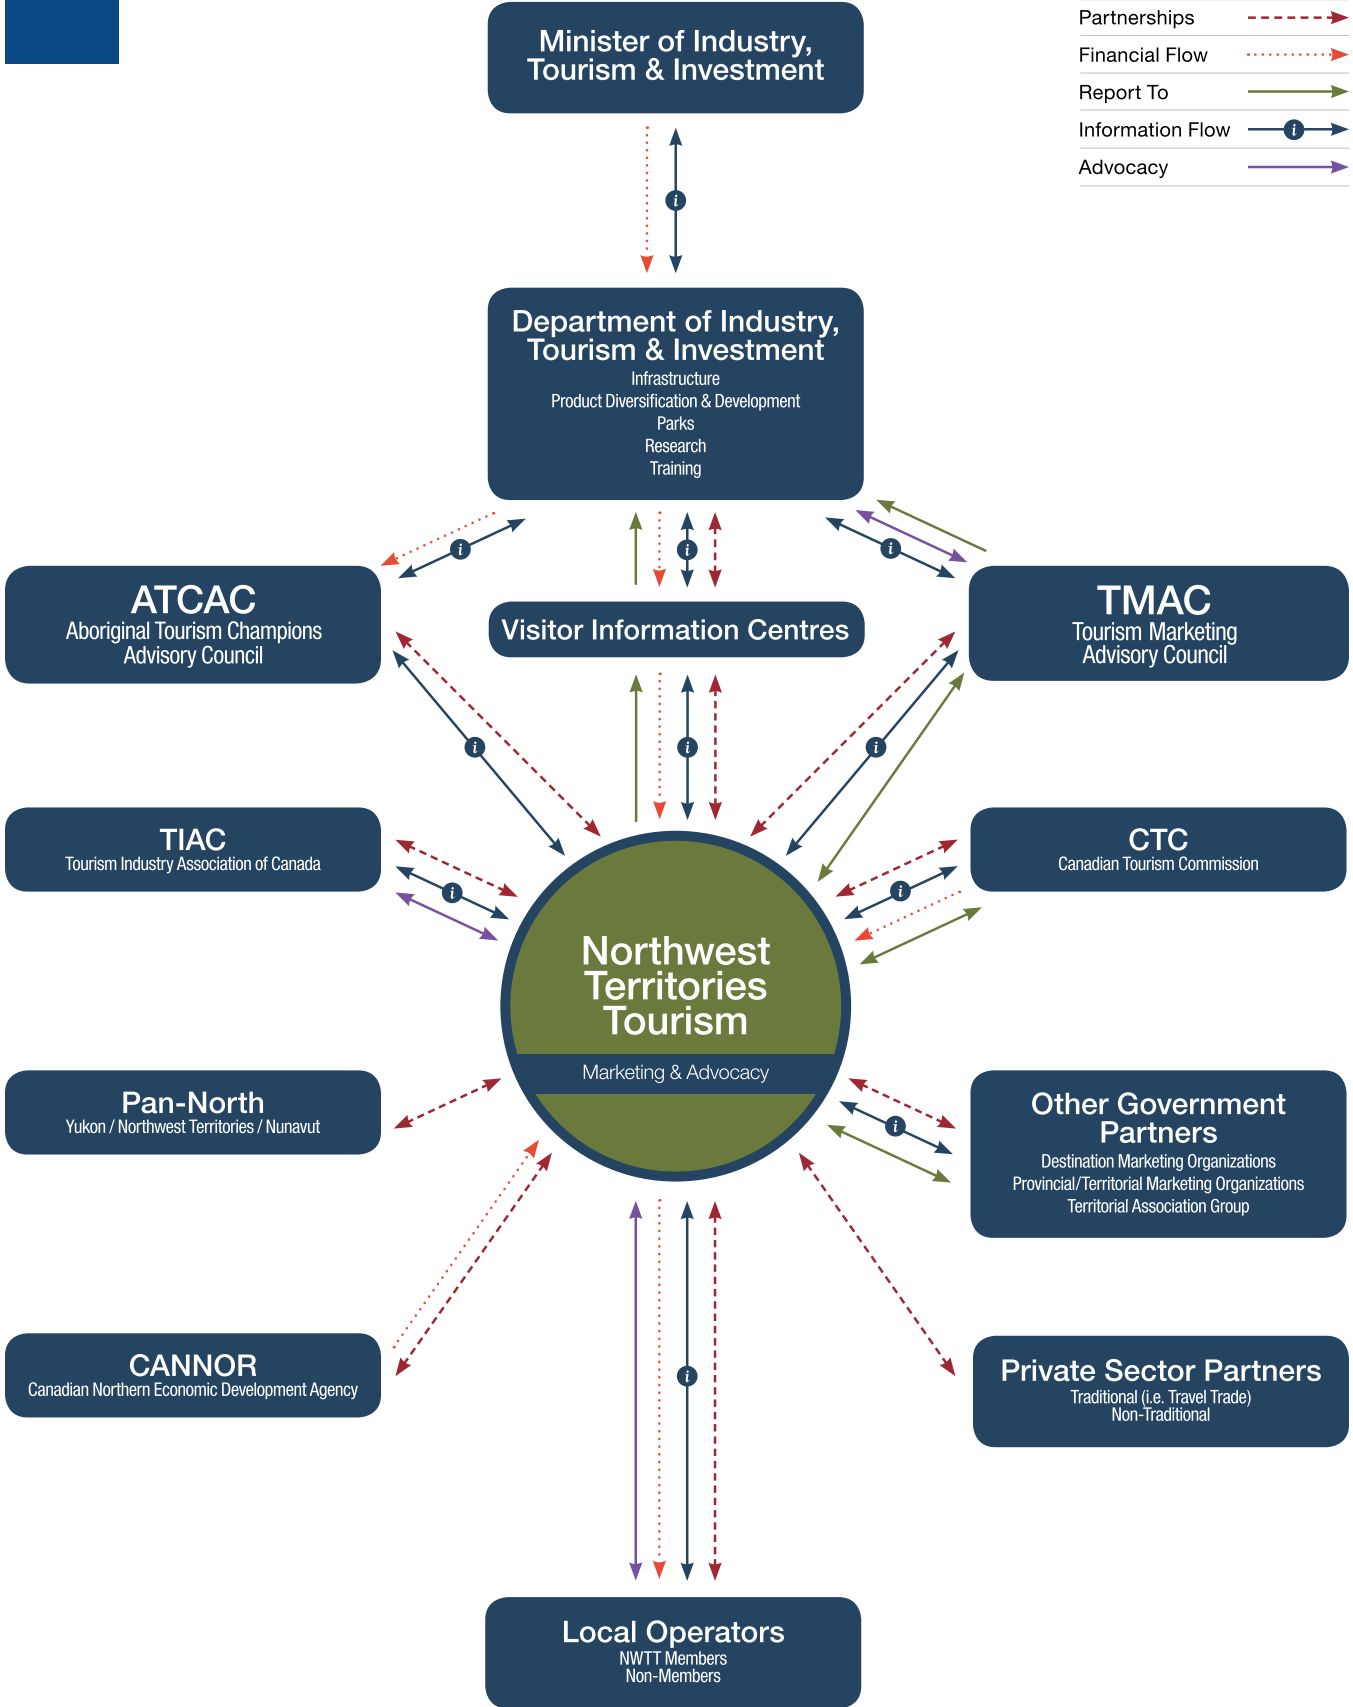 Minister of Industry,
Tourism & Investment
Partnerships
Financial Flow
Report To
Information Flow
i
Advocacy
i
Department of Industry,
Tourism & Investment
Infrastructure
Product Diversification & Development
Parks
Research
Training
i
i
i
ATCAC
Aboriginal Tourism Champions
Advisory Council
Visitor Information Centres
TMAC
Tourism Marketing
Advisory Council
i
i
i
TIAC
Tourism Industry Association of Canada
CTC
Canadian Tourism Commission
i
i
Northwest
Territories
Tourism
Marketing & Advocacy
Pan-North
Yukon / Northwest Territories / Nunavut
Other Government
Partners
Destination Marketing Organizations
Provincial/Territorial Marketing Organizations
Territorial Association Group
i
CANNOR
Canadian Northern Economic Development Agency
i
Private Sector Partners
Traditional (i.e. Travel Trade)
Non-Traditional
Local Operators
NWTT Members
Non-Members